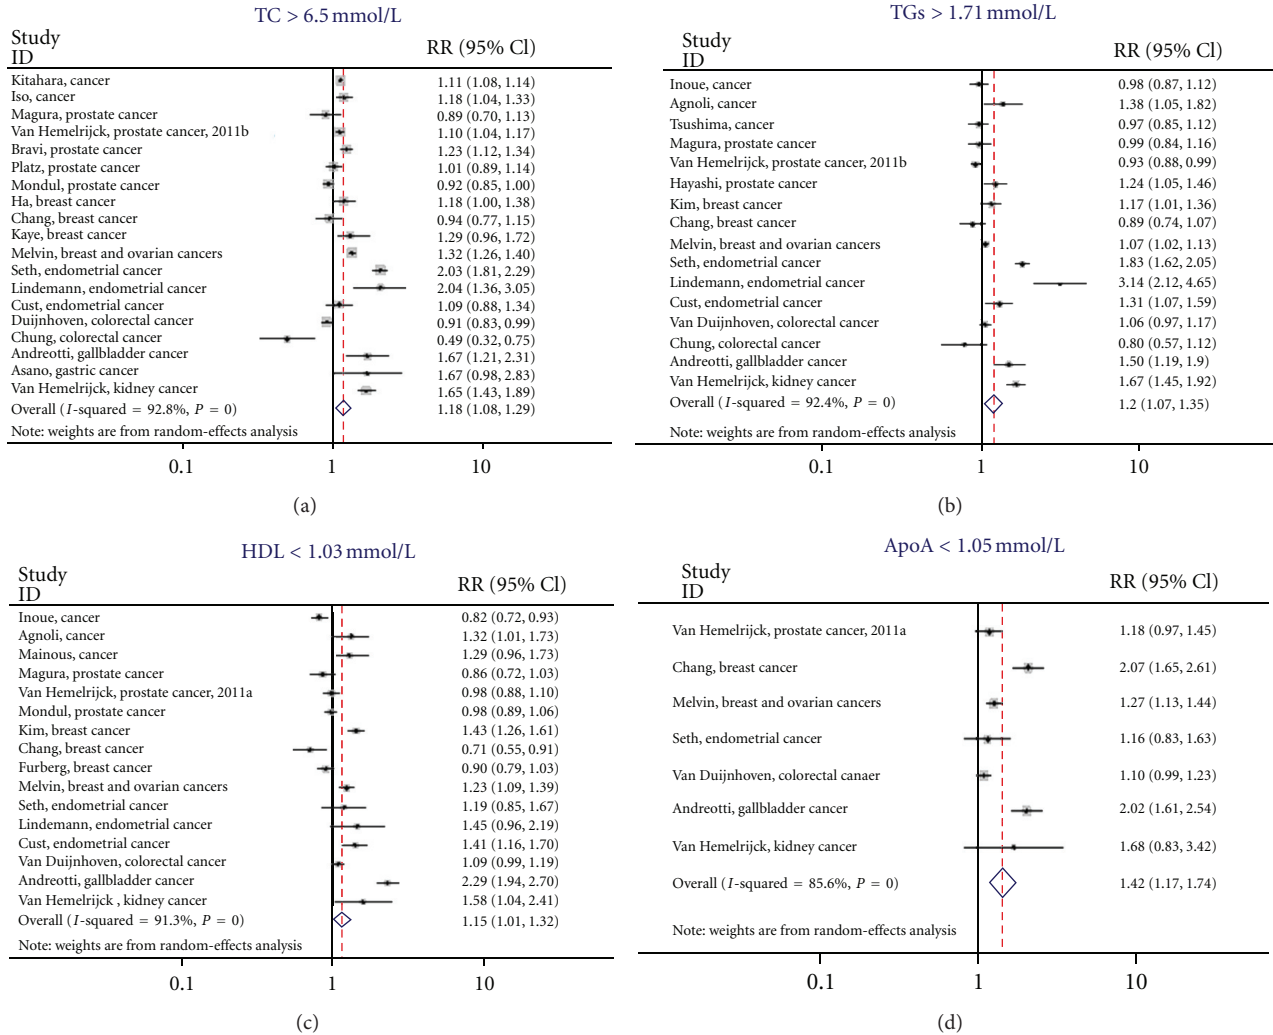 TC > 6.5 mmol/L
Study
ID
RR (95% Cl)
Kitahara, cancer 1.11 (1.08, 1.14)
Iso, cancer 1.18 (1.04, 1.33)
Magura, prostate cancer 0.89 (0.70, 1.13)
Van Hemelrijck, prostate cancer, 2011b 1.10 (1.04, 1.17)
Bravi, prostate cancer 1.23 (1.12, 1.34)
Platz, prostate cancer 1.01 (0.89, 1.14)
Mondul, prostate cancer 0.92 (0.85, 1.00)
Ha, breast cancer 1.18 (1.00, 1.38)
Chang, breast cancer 0.94 (0.77, 1.15)
Kaye, breast cancer 1.29 (0.96, 1.72)
Melvin, breast and ovarian cancers 1.32 (1.26, 1.40)
Seth, endometrial cancer 2.03 (1.81, 2.29)
Lindemann, endometrial cancer 2.04 (1.36, 3.05)
Cust, endometrial cancer 1.09 (0.88, 1.34)
Duijnhoven, colorectal cancer 0.91 (0.83, 0.99)
Chung, colorectal cancer 0.49 (0.32, 0.75)
Andreotti, gallbladder cancer 1.67 (1.21, 2.31)
Asano, gastric cancer 1.67 (0.98, 2.83)
Van Hemelrijck, kidney cancer 1.65 (1.43, 1.89)
Overall (I-squared = 92.8%, P = 0) 1.18 (1.08, 1.29)
Note: weights are from random-effects analysis
0.1 1 10
(a)
TGs > 1.71 mmol/L
Study
ID
RR (95% Cl)
Inoue, cancer 0.98 (0.87, 1.12)
Agnoli, cancer 1.38 (1.05, 1.82)
Tsushima, cancer 0.97 (0.85, 1.12)
Magura, prostate cancer 0.99 (0.84, 1.16)
Van Hemelrijck, prostate cancer, 2011b 0.93 (0.88, 0.99)
Hayashi, prostate cancer 1.24 (1.05, 1.46)
Kim, breast cancer 1.17 (1.01, 1.36)
Chang, breast cancer 0.89 (0.74, 1.07)
Melvin, breast and ovarian cancers 1.07 (1.02, 1.13)
Seth, endometrial cancer 1.83 (1.62, 2.05)
Lindemann, endometrial cancer 3.14 (2.12, 4.65)
Cust, endometrial cancer 1.31 (1.07, 1.59)
Van Duijnhoven, colorectal cancer 1.06 (0.97, 1.17)
Chung, colorectal cancer 0.80 (0.57, 1.12)
Andreotti, gallbladder cancer 1.50 (1.19, 1.9)
Van Hemelrijck, kidney cancer 1.67 (1.45, 1.92)
Overall (I-squared = 92.4%, P = 0) 1.2 (1.07, 1.35)
Note: weights are from random-effects analysis
0.1 1 10
(b)
HDL < 1.03 mmol/L
Study
ID
RR (95% Cl)
Inoue, cancer 0.82 (0.72, 0.93)
Agnoli, cancer 1.32 (1.01, 1.73)
Mainous, cancer 1.29 (0.96, 1.73)
Magura, prostate cancer 0.86 (0.72, 1.03)
Van Hemelrijck, prostate cancer, 2011a 0.98 (0.88, 1.10)
Mondul, prostate cancer 0.98 (0.89, 1.06)
Kim, breast cancer 1.43 (1.26, 1.61)
Chang, breast cancer 0.71 (0.55, 0.91)
Furberg, breast cancer 0.90 (0.79, 1.03)
Melvin, breast and ovarian cancers 1.23 (1.09, 1.39)
Seth, endometrial cancer 1.19 (0.85, 1.67)
Lindemann, endometrial cancer 1.45 (0.96, 2.19)
Cust, endometrial cancer 1.41 (1.16, 1.70)
Van Duijnhoven, colorectal cancer 1.09 (0.99, 1.19)
Andreotti, gallbladder cancer 2.29 (1.94, 2.70)
Van Hemelrijck , kidney cancer 1.58 (1.04, 2.41)
Overall (I-squared = 91.3%, P = 0) 1.15 (1.01, 1.32)
Note: weights are from random-effects analysis
0.1 1 10
(c)
ApoA < 1.05 mmol/L
Study
ID
RR (95% Cl)
Van Hemelrijck, prostate cancer, 2011a 1.18 (0.97, 1.45)
Chang, breast cancer 2.07 (1.65, 2.61)
Melvin, breast and ovarian cancers 1.27 (1.13, 1.44)
Seth, endometrial cancer 1.16 (0.83, 1.63)
Van Duijnhoven, colorectal canaer 1.10 (0.99, 1.23)
Andreotti, gallbladder cancer 2.02 (1.61, 2.54)
Van Hemelrijck, kidney cancer 1.68 (0.83, 3.42)
Overall (I-squared = 85.6%, P = 0) 1.42 (1.17, 1.74)
Note: weights are from random-effects analysis
0.1 1 10
(d)